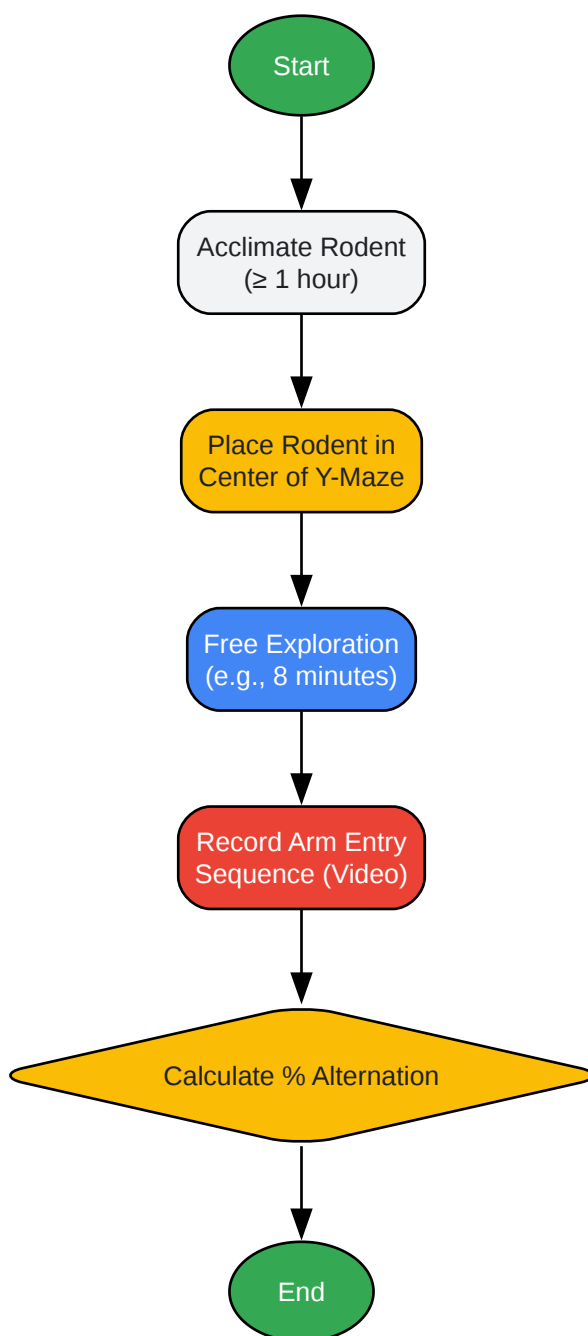 Start
Acclimate Rodent
(≥ 1 hour)
Place Rodent in
Center of Y-Maze
Free Exploration
(e.g., 8 minutes)
Record Arm Entry
Sequence (Video)
Calculate % Alternation
End